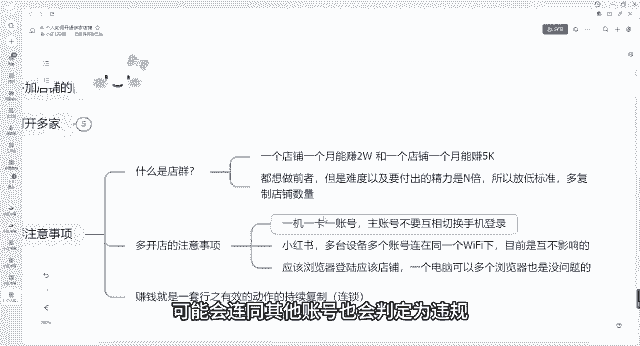 加店铺的
开多家 5
什么是店群？
一个店铺一个月能赚2W 和一个店铺一个月能赚5K
都想做前者，但是难度以及要付出的精力是N倍，所以放低标准，多复
制店铺数量
注意事项
多开店的注意事项
一机一卡一账号，主账号不要互相切换手机登录
小红书，多台设备多个账号连在同一个WiFi下，目前是互不影响的
应该浏览器登陆应该店铺，一个电脑可以多个浏览器也是没问题的
赚钱就是一套行之有效的动作的持续复制（连锁）
可能会连同其他账号也会判定为违规